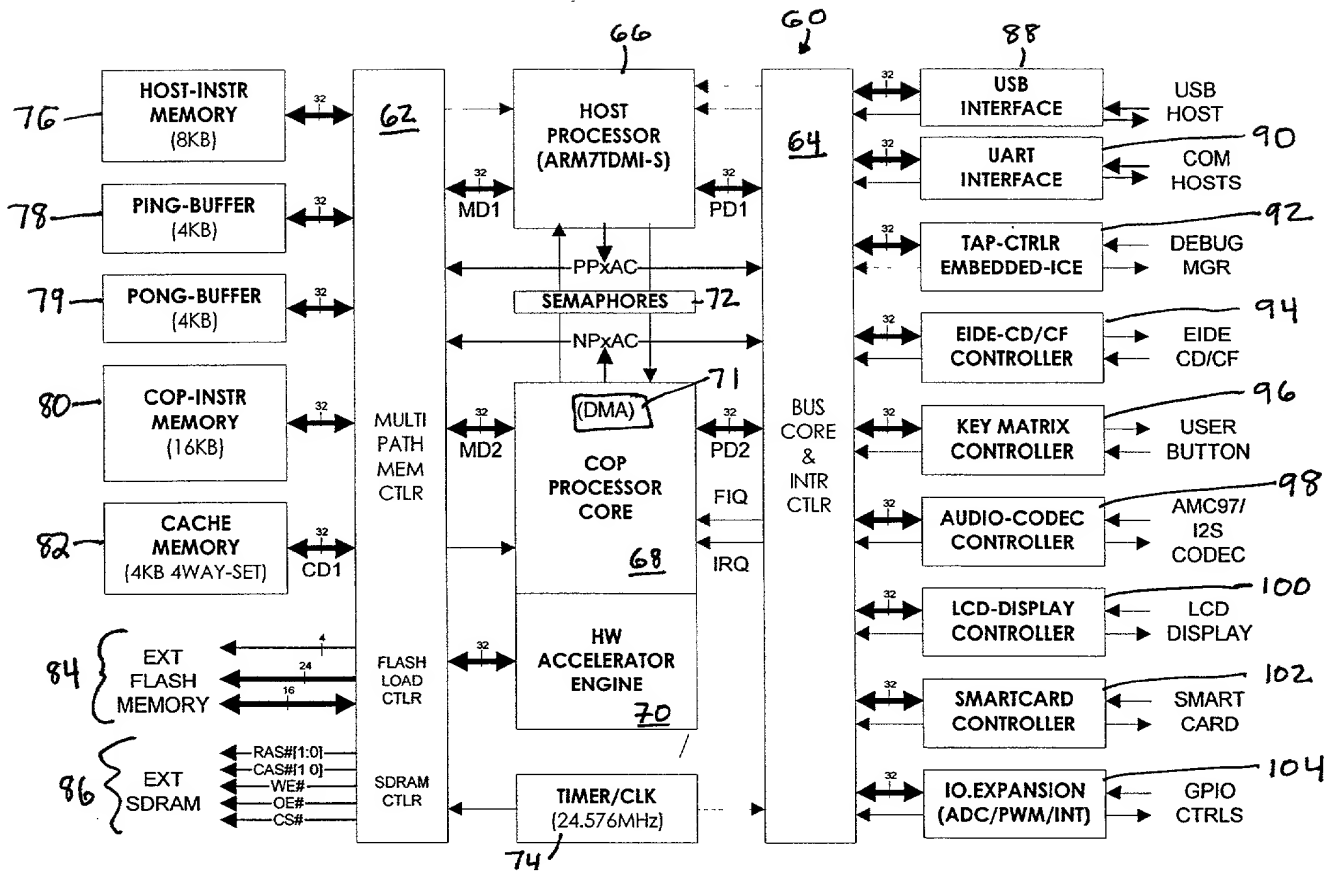 60
66
88
76
HOST-INSTR
MEMORY
(8KB)
32
62
HOST
PROCESSOR
(ARM7TDMI-S)
32
MD1
32
PD1
64
32
USB
INTERFACE
USB
HOST
90
32
UART
INTERFACE
COM
HOSTS
78
PING-BUFFER
(4KB)
32
92
32
TAP-CTRLR
EMBEDDED-ICE
DEBUG
MGR
PPxAC
SEMAPHORES
72
NPxAC
79
PONG-BUFFER
(4KB)
32
94
32
EIDE-CD/CF
CONTROLLER
EIDE
CD/CF
80
COP-INSTR
MEMORY
(16KB)
32
MULTI
PATH
MEM
CTLR
32
MD2
71
(DMA)
COP
PROCESSOR
CORE
68
32
PD2
FIQ
IRQ
BUS
CORE
&
INTR
CTLR
96
32
KEY MATRIX
CONTROLLER
USER
BUTTON
98
32
AUDIO-CODEC
CONTROLLER
AMC97/
I2S
CODEC
82
CACHE
MEMORY
(4KB 4WAY-SET)
32
CD1
100
32
LCD-DISPLAY
CONTROLLER
LCD
DISPLAY
84
EXT
FLASH
MEMORY
4
24
16
FLASH
LOAD
CTLR
32
HW
ACCELERATOR
ENGINE
70
102
32
SMARTCARD
CONTROLLER
SMART
CARD
86
EXT
SDRAM
RAS#[1:0]
CAS#[1 0]
WE#
OE#
CS#
SDRAM
CTLR
TIMER/CLK
(24.576MHz)
74
104
32
IO.EXPANSION
(ADC/PWM/INT)
GPIO
CTRLS